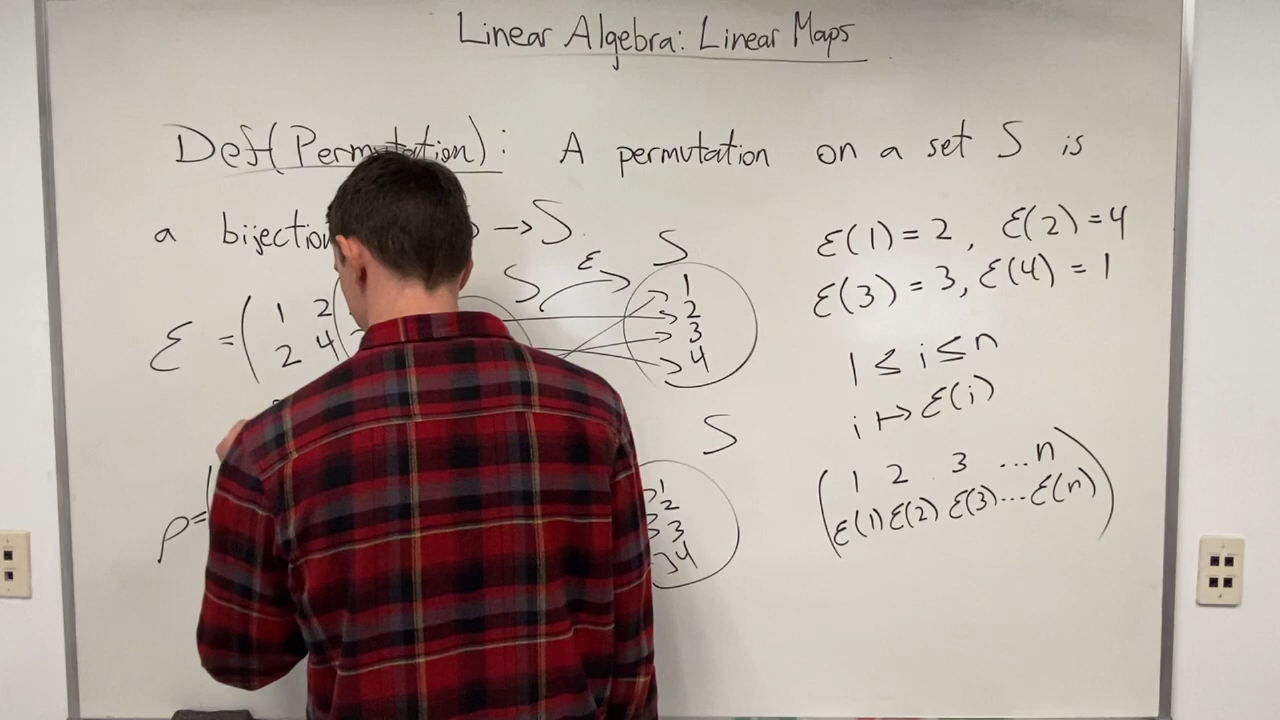 Linear Algebra: Linear Maps
Def(Permutation): A permutation on a set S is
a bijection → S.
ε(1) = 2, ε(2) = 4
ε(3) = 3, ε(4) = 1
1 ≤ i ≤ n
i ↦ ε(i)
1 2 3 ... n
ε(1) ε(2) ε(3) ... ε(n)
ε = ( 1 2
2 4
S ε S
1
2
3
4
ρ = (
S
1
2
3
4